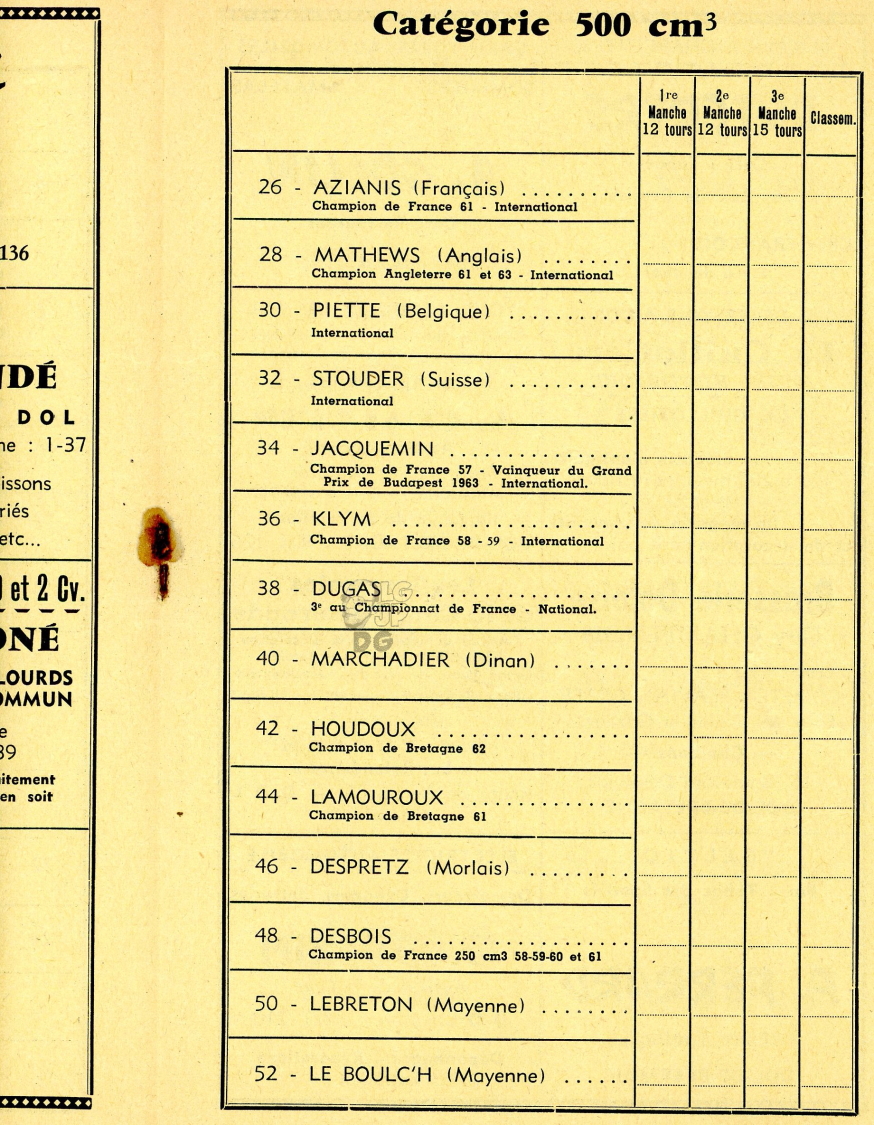 136
NDÉ
DOL
ne : 1-37
issons
riés
etc...
et 2 Cv.
ONÉ
LOURDS
OMMUN
e
39
itement
en soit
Catégorie 500 cm³
1re Manche 12 tours
2e Manche 12 tours
3e Manche 15 tours
Classem.
26 - AZIANIS (Français) ..........
Champion de France 61 - International
28 - MATHEWS (Anglais) ........
Champion Angleterre 61 et 63 - International
30 - PIETTE (Belgique) ...........
International
32 - STOUDER (Suisse) ..........
International
34 - JACQUEMIN ................
Champion de France 57 - Vainqueur du Grand
Prix de Budapest 1963 - International.
36 - KLYM .....................
Champion de France 58 - 59 - International
38 - DUGAS ....................
3e au Championnat de France - National.
LG
JP
DG
40 - MARCHADIER (Dinan) .......
42 - HOUDOUX .................
Champion de Bretagne 62
44 - LAMOUROUX ...............
Champion de Bretagne 61
46 - DESPRETZ (Morlais) .........
48 - DESBOIS ...................
Champion de France 250 cm3 58-59-60 et 61
50 - LEBRETON (Mayenne) ........
52 - LE BOULC'H (Mayenne) ......